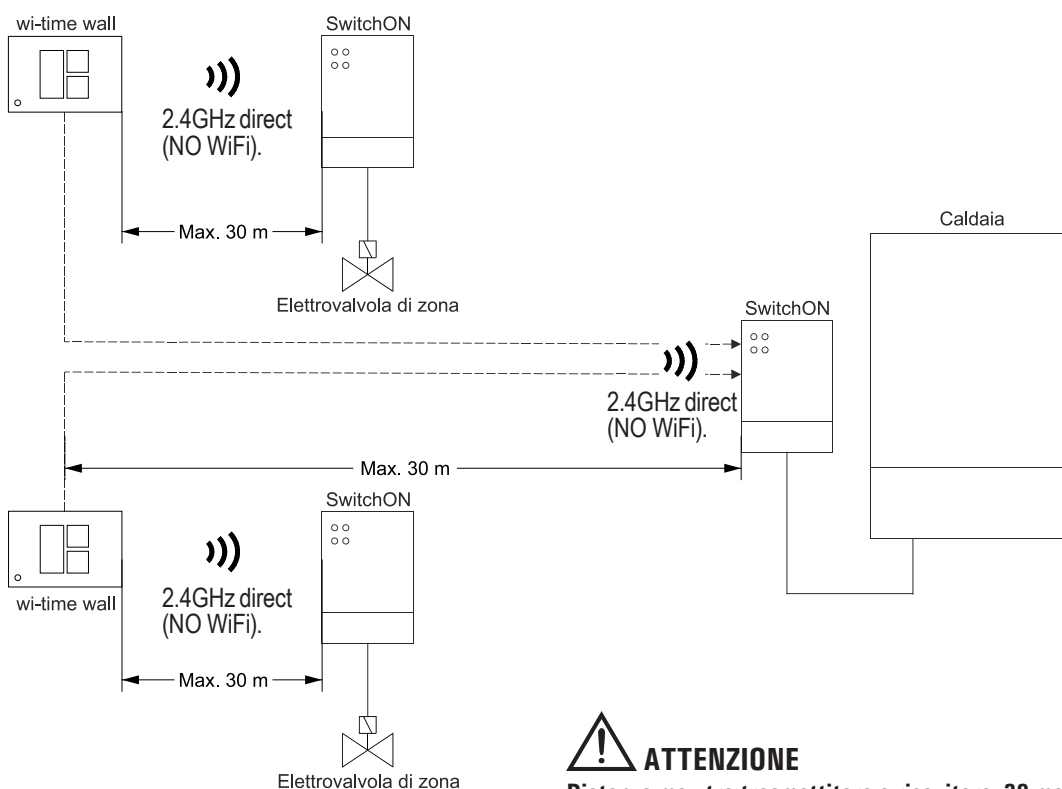 wi-time wall
SwitchON
2.4GHz direct
(NO WiFi).
Max. 30 m
Elettrovalvola di zona
Caldaia
SwitchON
2.4GHz direct
(NO WiFi).
Max. 30 m
SwitchON
wi-time wall
2.4GHz direct
(NO WiFi).
Max. 30 m
Elettrovalvola di zona
ATTENZIONE